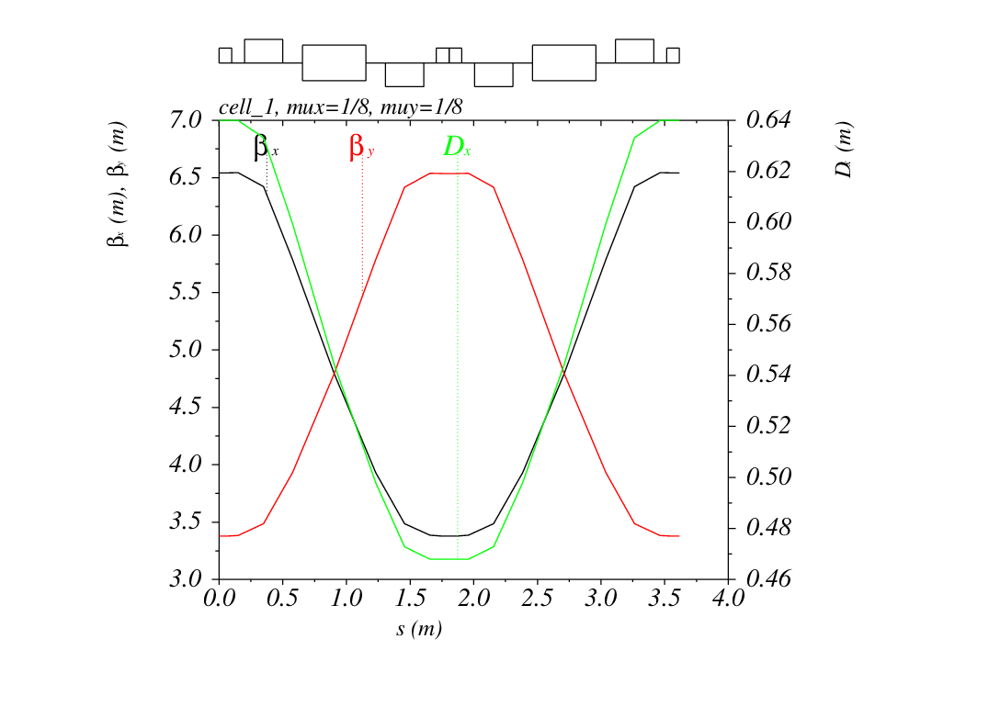 cell_1, mux=1/8, muy=1/8
βx (m), βy (m)
7.0
6.5
6.0
5.5
5.0
4.5
4.0
3.5
3.0
βx
βy
Dx
0.64
0.62
0.60
0.58
0.56
0.54
0.52
0.50
0.48
0.46
Dx (m)
0.0 0.5 1.0 1.5 2.0 2.5 3.0 3.5 4.0
s (m)